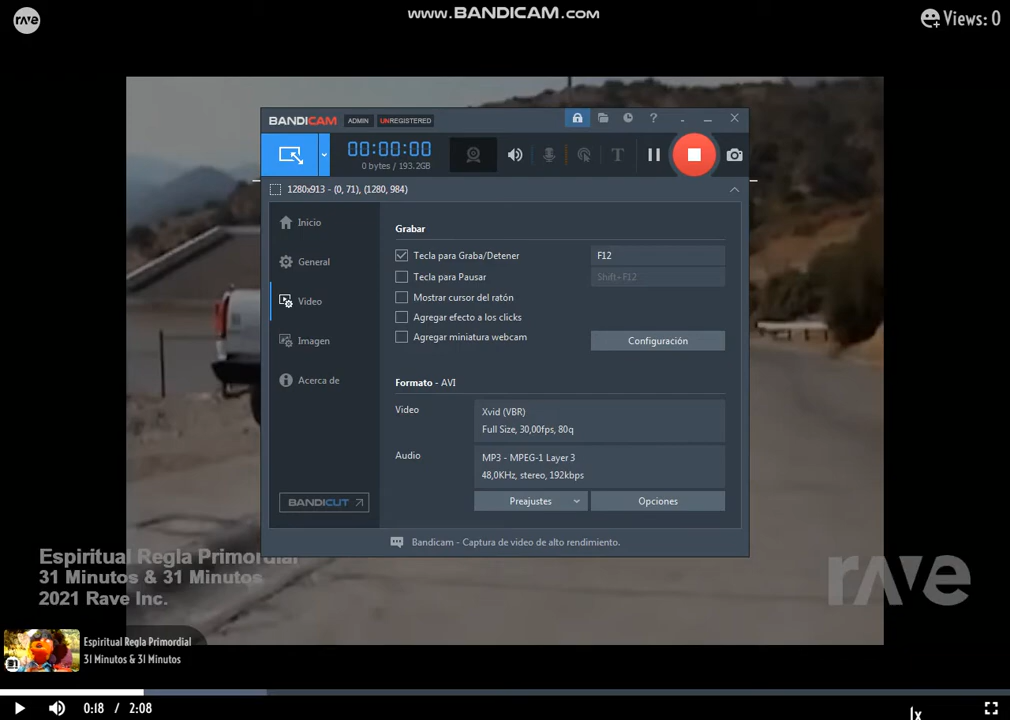 rave
www.BANDICAM.com
Views: 0
BANDICAM ADMIN UNREGISTERED
?
00:00:00
0 bytes / 193.2GB
T
1280x913 - (0, 71), (1280, 984)
Inicio
General
Video
Imagen
Acerca de
BANDICUT
Grabar
Tecla para Graba/Detener F12
Tecla para Pausar Shift+F12
Mostrar cursor del ratón
Agregar efecto a los clicks
Agregar miniatura webcam Configuración
Formato - AVI
Video Xvid (VBR)
Full Size, 30,00fps, 80q
Audio MP3 - MPEG-1 Layer 3
48,0KHz, stereo, 192kbps
Preajustes Opciones
Bandicam - Captura de video de alto rendimiento.
Espiritual Regla Primordial
31 Minutos & 31 Minutos
2021 Rave Inc.
rave
Espiritual Regla Primordial
31 Minutos & 31 Minutos
0:18 / 2:08
1x